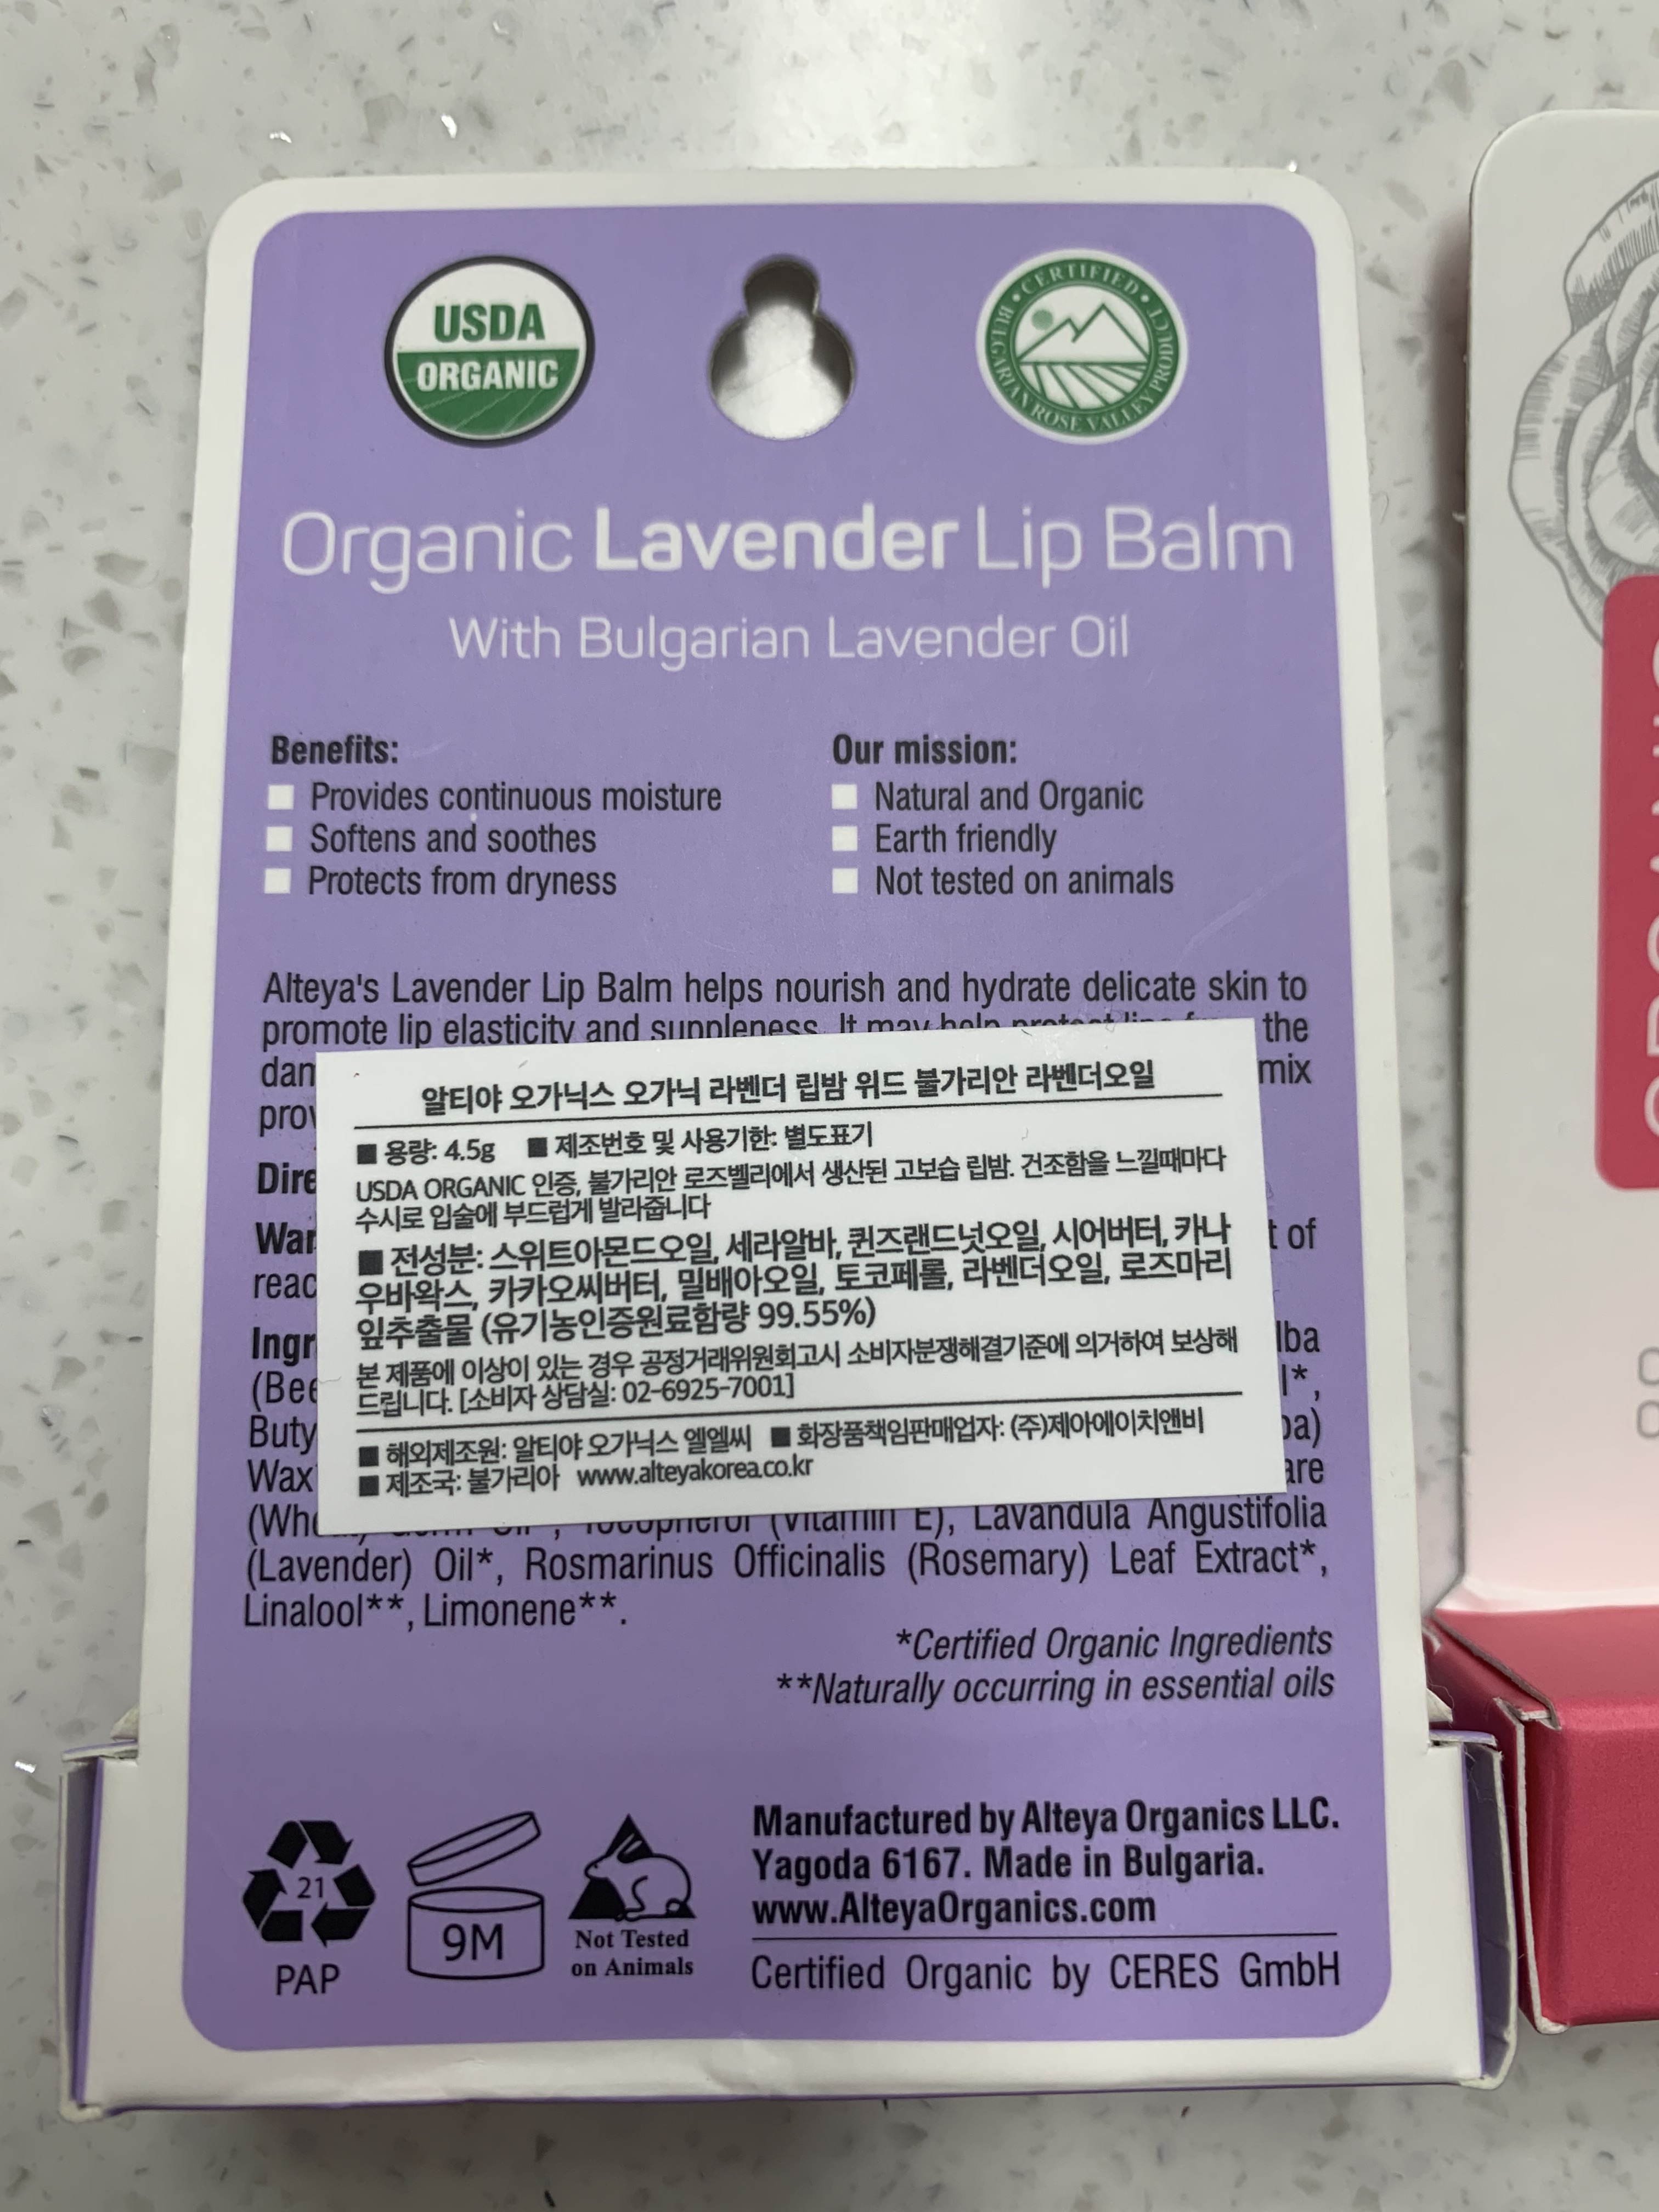 USDA
ORGANIC
CERTIFIED
BULGARIAN ROSE VALLEY PRODUCT
Organic Lavender Lip Balm
With Bulgarian Lavender Oil
Benefits:
Provides continuous moisture
Softens and soothes
Protects from dryness
Our mission:
Natural and Organic
Earth friendly
Not tested on animals
Alteya's Lavender Lip Balm helps nourish and hydrate delicate skin to
promote lip elasticity and suppleness. It may help protect lips the
mix
알티야 오가닉스 오가닉 라벤더 립밤 위드 불가리안 라벤더오일
■ 용량: 4.5g ■ 제조번호 및 사용기한: 별도표기
USDA ORGANIC 인증, 불가리안 로즈벨리에서 생산된 고보습 립밤. 건조함을 느낄때마다
수시로 입술에 부드럽게 발라줍니다
■ 전성분: 스위트아몬드오일, 세라알바, 퀸즈랜드넛오일, 시어버터, 카나
우바왁스, 카카오씨버터, 밀배아오일, 토코페롤, 라벤더오일, 로즈마리
잎추출물 (유기농인증원료함량 99.55%)
본 제품에 이상이 있는 경우 공정거래위원회고시 소비자분쟁해결기준에 의거하여 보상해
드립니다. [소비자 상담실: 02-6925-7001]
■ 해외제조원: 알티야 오가닉스 엘엘씨 ■ 화장품책임판매업자: (주)제아에이치앤비
■ 제조국: 불가리아 www.alteyakorea.co.kr
of
Wax
Oil*, Tocopherol (Vitamin E), Lavandula Angustifolia
(Lavender) Oil*, Rosmarinus Officinalis (Rosemary) Leaf Extract*,
Linalool**, Limonene**.
*Certified Organic Ingredients
**Naturally occurring in essential oils
21
PAP
9M
Not Tested
on Animals
Manufactured by Alteya Organics LLC.
Yagoda 6167. Made in Bulgaria.
www.AlteyaOrganics.com
Certified Organic by CERES GmbH